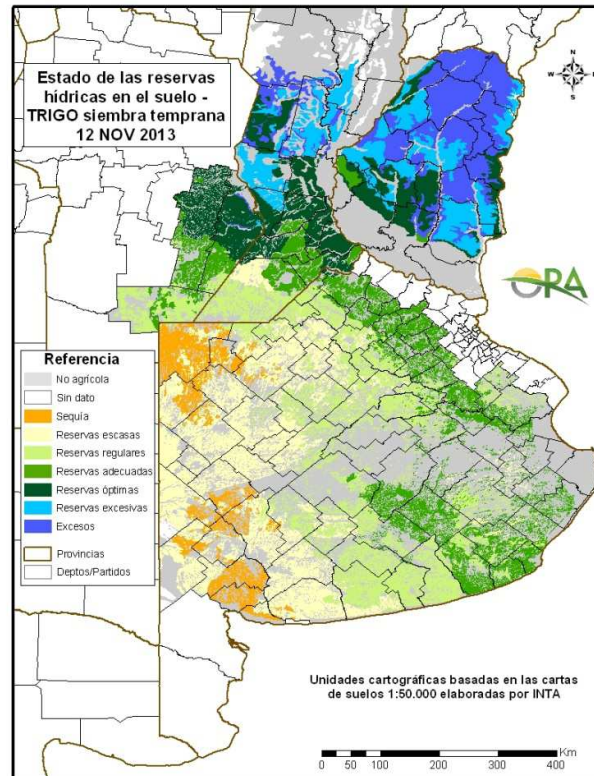 Estado de las reservas
hídricas en el suelo -
TRIGO siembra temprana
12 NOV 2013
N
W
E
S
ORA
Referencia
No agrícola
Sin dato
Sequía
Reservas escasas
Reservas regulares
Reservas adecuadas
Reservas óptimas
Reservas excesivas
Excesos
Provincias
Deptos/Partidos
Unidades cartográficas basadas en las cartas
de suelos 1:50.000 elaboradas por INTA
Km
0 25 50 100 200 300 400